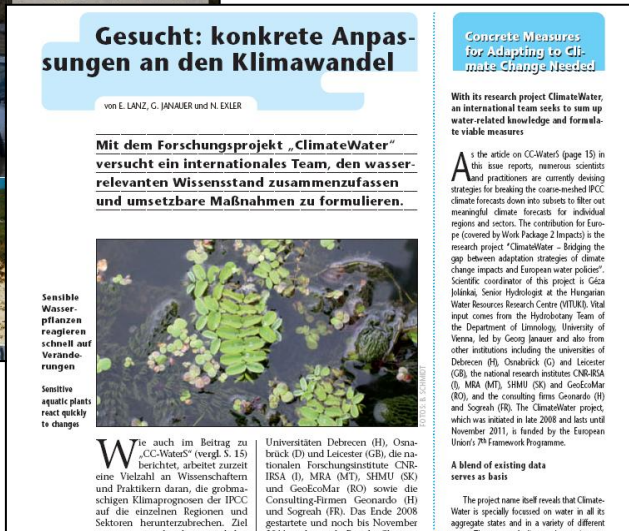 Gesucht: konkrete Anpas-
sungen an den Klimawandel
von E. LANZ, G. JANAUER und N. EXLER
Mit dem Forschungsprojekt „ClimateWater“
versucht ein internationales Team, den wasser-
relevanten Wissensstand zusammenzufassen
und umsetzbare Maßnahmen zu formulieren.
Sensible
Wasser-
pflanzen
reagieren
schnell auf
Verände-
rungen
Sensitive
aquatic plants
react quickly
to changes
FOTOS: B. SCHMIDT
Wie auch im Beitrag zu
„CC-WaterS“ (vergl. S. 15)
berichtet, arbeitet zurzeit
eine Vielzahl an Wissenschaftern
und Praktikern daran, die grobma-
schigen Klimaprognosen der IPCC
auf die einzelnen Regionen und
Sektoren herunterzubrechen. Ziel
Universitäten Debrecen (H), Osna-
brück (D) und Leicester (GB), die na-
tionalen Forschungsinstitute CNR-
IRSA (I), MRA (MT), SHMU (SK)
und GeoEcoMar (RO) sowie die
Consulting-Firmen Geonardo (H)
und Sogreah (FR). Das Ende 2008
gestartete und noch bis November
Concrete Measures
for Adapting to Cli-
mate Change Needed
With its research project ClimateWater,
an international team seeks to sum up
water-related knowledge and formula-
te viable measures
As the article on CC-WaterS (page 15) in
this issue reports, numerous scientists
and practitioners are currently devising
strategies for breaking the coarse-meshed IPCC
climate forecasts down into subsets to filter out
meaningful climate forecasts for individual
regions and sectors. The contribution for Euro-
pe (covered by Work Package 2 Impacts) is the
research project "ClimateWater – Bridging the
gap between adaptation strategies of climate
change impacts and European water policies".
Scientific coordinator of this project is Géza
Jolánkai, Senior Hydrologist at the Hungarian
Water Resources Research Centre (VITUKI). Vital
input comes from the Hydrobotany Team of
the Department of Limnology, University of
Vienna, led by Georg Janauer and also from
other institutions including the universities of
Debrecen (H), Osnabrück (G) and Leicester
(GB), the national research institutes CNR-IRSA
(I), MRA (MT), SHMU (SK) and GeoEcoMar
(RO), and the consulting firms Geonardo (H)
and Sogreah (FR). The ClimateWater project,
which was initiated in late 2008 and lasts until
November 2011, is funded by the European
Union's 7th Framework Programme.
A blend of existing data
serves as basis
The project name itself reveals that Climate-
Water is specially focussed on water in all its
aggregate states and in a variety of different